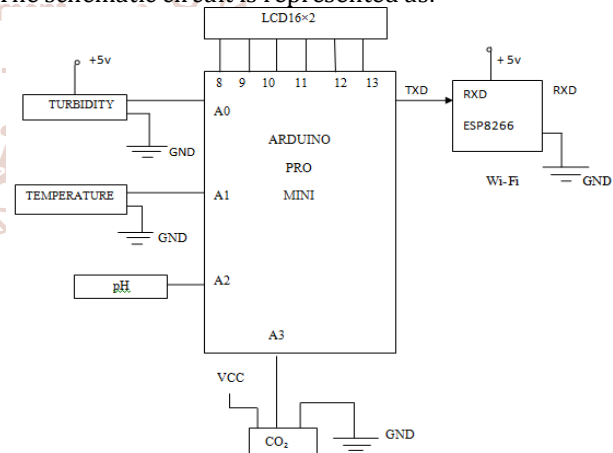 The schematic circuit is represented as:
LCD16×2
+5v
+5v
8 9 10 11 12 13
TXD
RXD
RXD
TURBIDITY
A0
ESP8266
ARDUINO
GND
PRO
Wi-Fi
GND
TEMPERATURE
A1
MINI
GND
pH
A2
A3
VCC
CO₂
GND